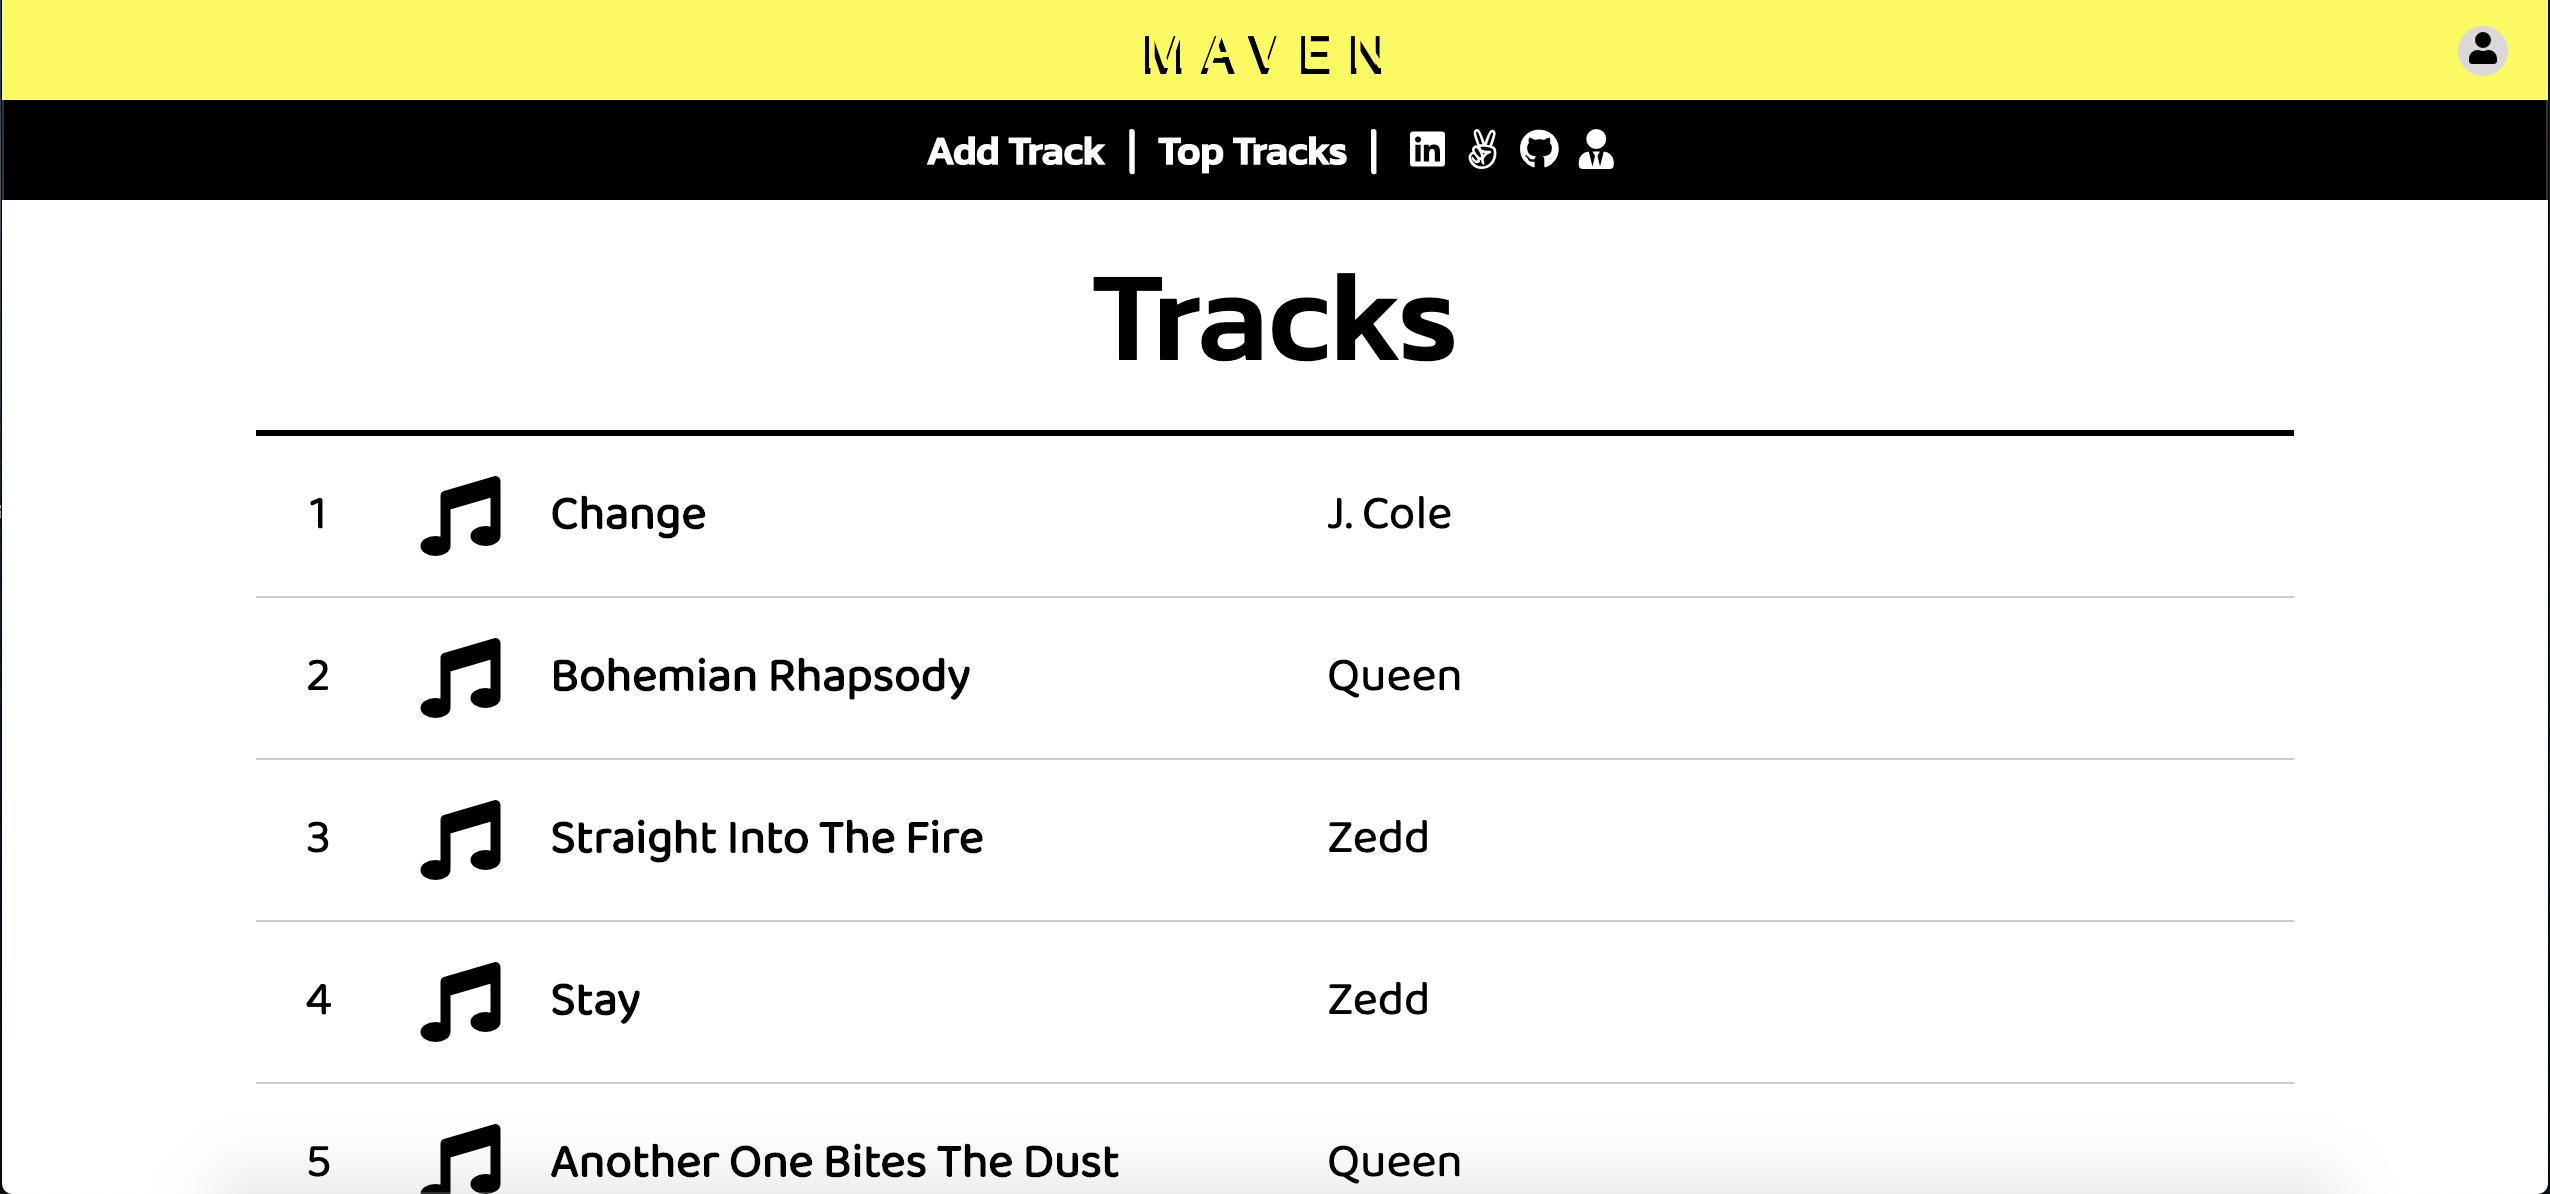 MAVEN
Add Track | Top Tracks |
Tracks
1 Change J. Cole
2 Bohemian Rhapsody Queen
3 Straight Into The Fire Zedd
4 Stay Zedd
5 Another One Bites The Dust Queen